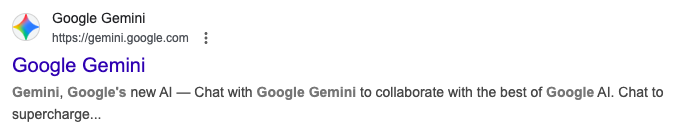 Google Gemini
https://gemini.google.com
Google Gemini
Gemini, Google's new AI — Chat with Google Gemini to collaborate with the best of Google AI. Chat to
supercharge...